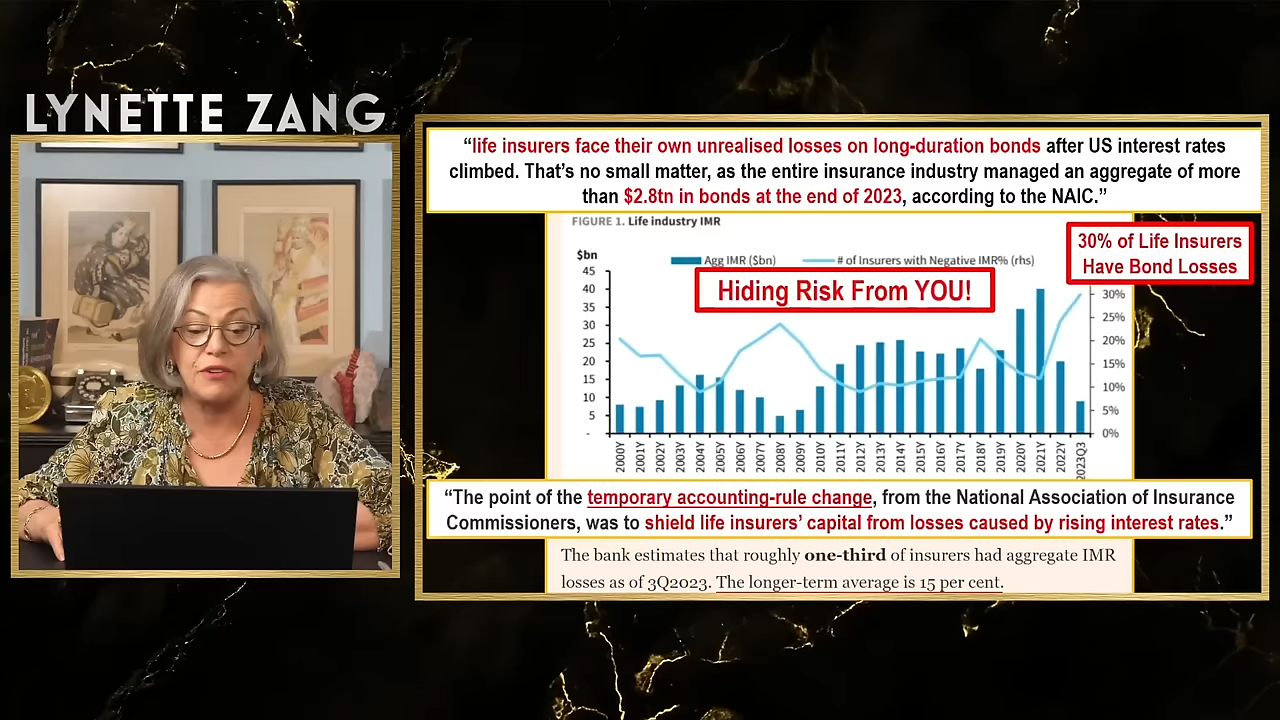 LYNETTE ZANG
“life insurers face their own unrealised losses on long-duration bonds after US interest rates
climbed. That’s no small matter, as the entire insurance industry managed an aggregate of more
than $2.8tn in bonds at the end of 2023, according to the NAIC.”
FIGURE 1. Life industry IMR
30% of Life Insurers
Have Bond Losses
$bn
Agg IMR ($bn)
# of Insurers with Negative IMR% (rhs)
Hiding Risk From YOU!
45
40
35
30
25
20
15
10
5
-
30%
25%
20%
15%
10%
5%
0%
2000Y
2001Y
2002Y
2003Y
2004Y
2005Y
2006Y
2007Y
2008Y
2009Y
2010Y
2011Y
2012Y
2013Y
2014Y
2015Y
2016Y
2017Y
2018Y
2019Y
2020Y
2021Y
2022Y
2023Q3
“The point of the temporary accounting-rule change, from the National Association of Insurance
Commissioners, was to shield life insurers’ capital from losses caused by rising interest rates.”
The bank estimates that roughly one-third of insurers had aggregate IMR
losses as of 3Q2023. The longer-term average is 15 per cent.